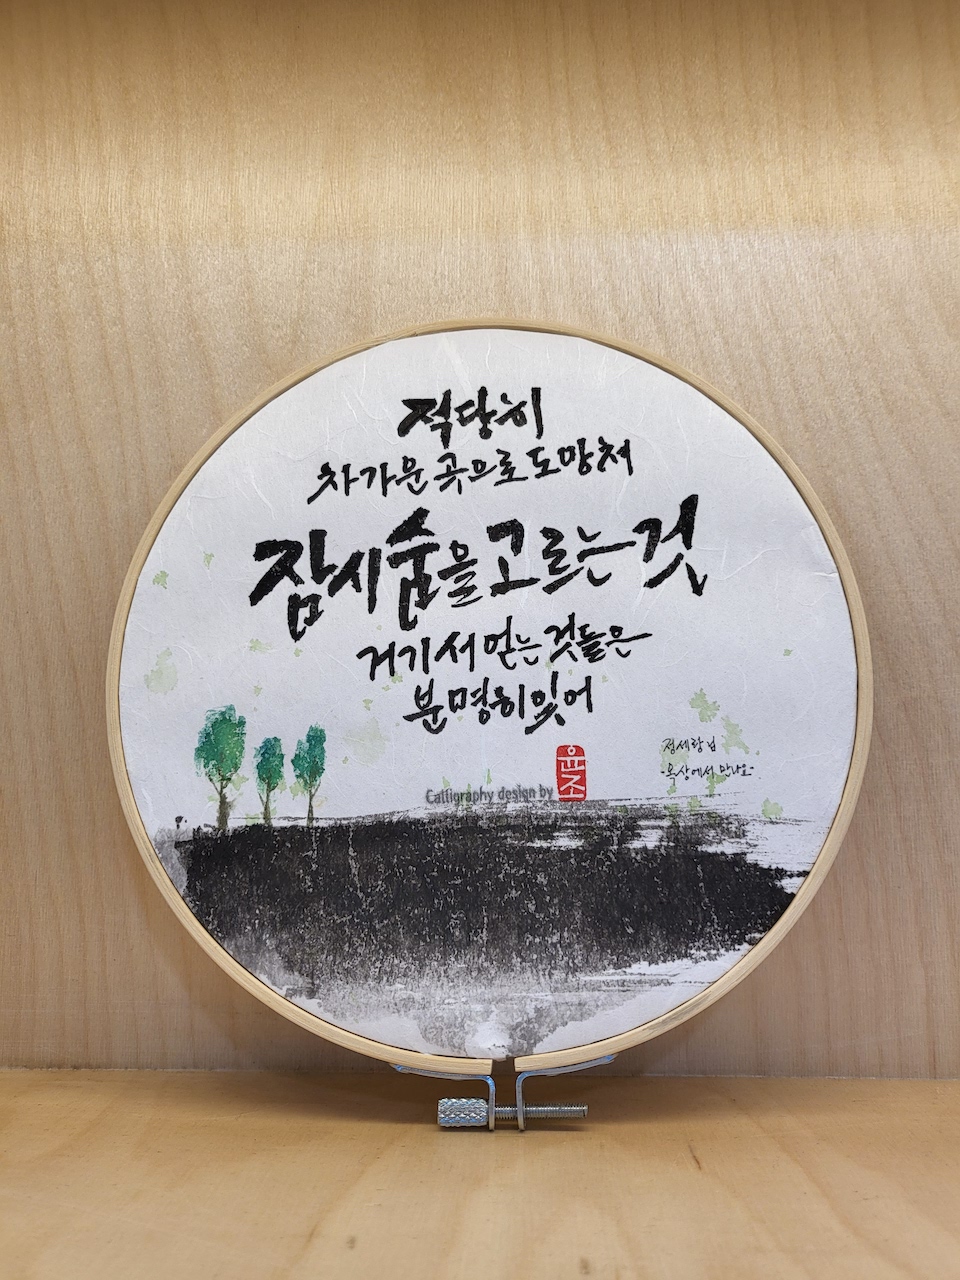 적당히
차가운 곳으로 도망쳐
잠시 숨을 고르는 것
거기서 얻는 것들은
분명히 있어
정세랑님
-옥상에서 만나요-
Calligraphy design by
윤조